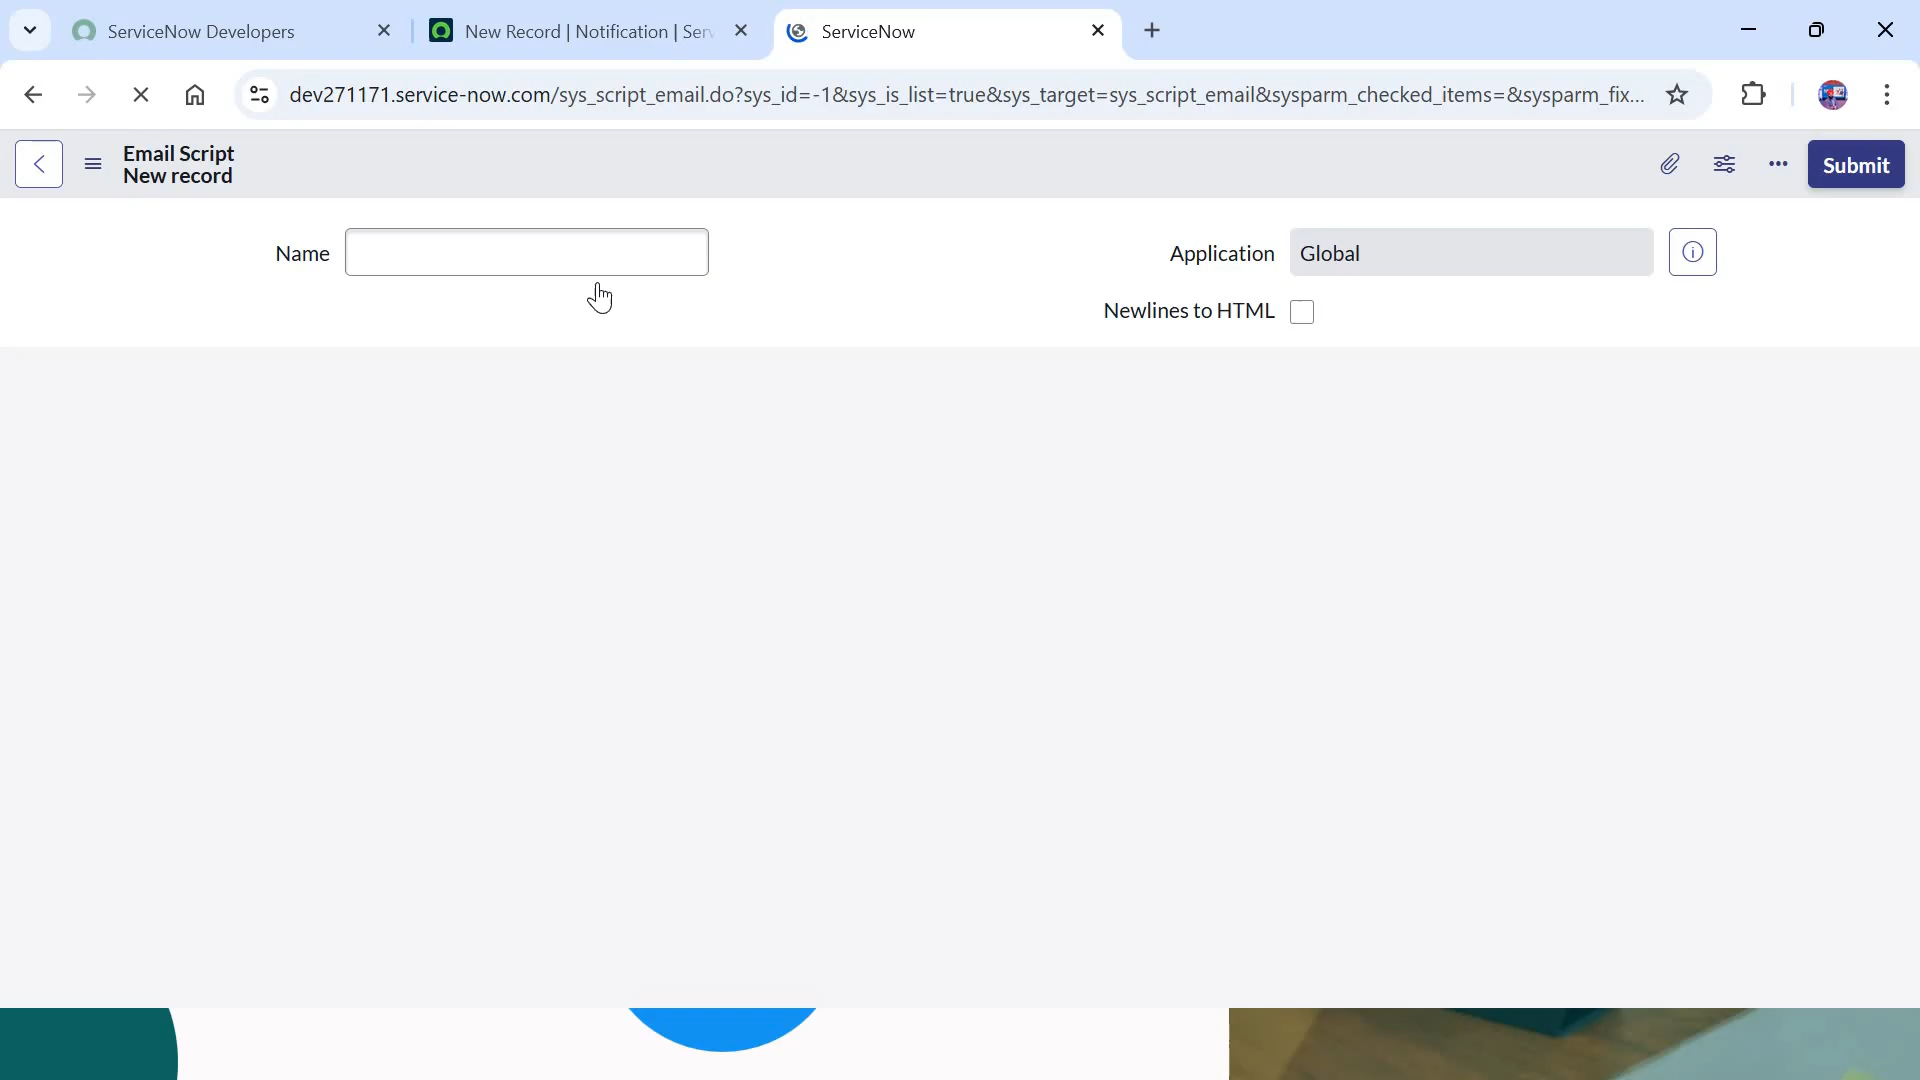 ServiceNow Developers
New Record | Notification | Serv
ServiceNow
dev271171.service-now.com/sys_script_email.do?sys_id=-1&sys_is_list=true&sys_target=sys_script_email&sysparm_checked_items=&sysparm_fix...
Email Script
New record
Submit
Name
Application
Global
Newlines to HTML